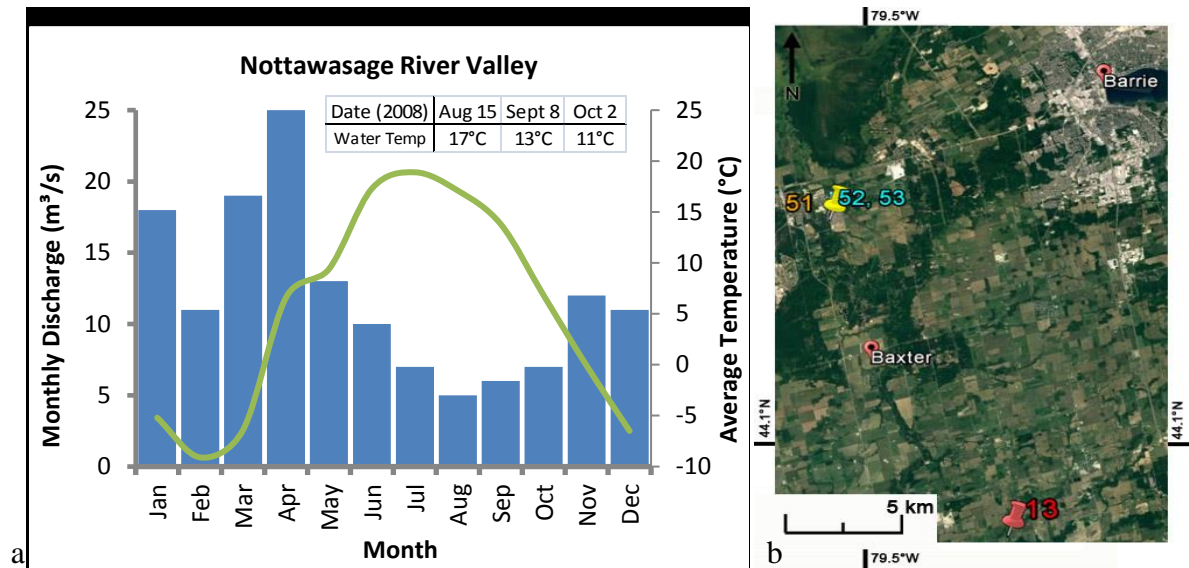 Nottawasage River Valley
Date (2008) Aug 15 Sept 8 Oct 2
Water Temp 17°C 13°C 11°C
Monthly Discharge (m³/s)
25
20
15
10
5
0
25
20
15
10
5
0
-5
-10
Average Temperature (°C)
Jan Feb Mar Apr May Jun Jul Aug Sep Oct Nov Dec
Month
a
79.5°W
N
Barrie
51 52, 53
Baxter
44.1°N
44.1°N
5 km
13
b
79.5°W